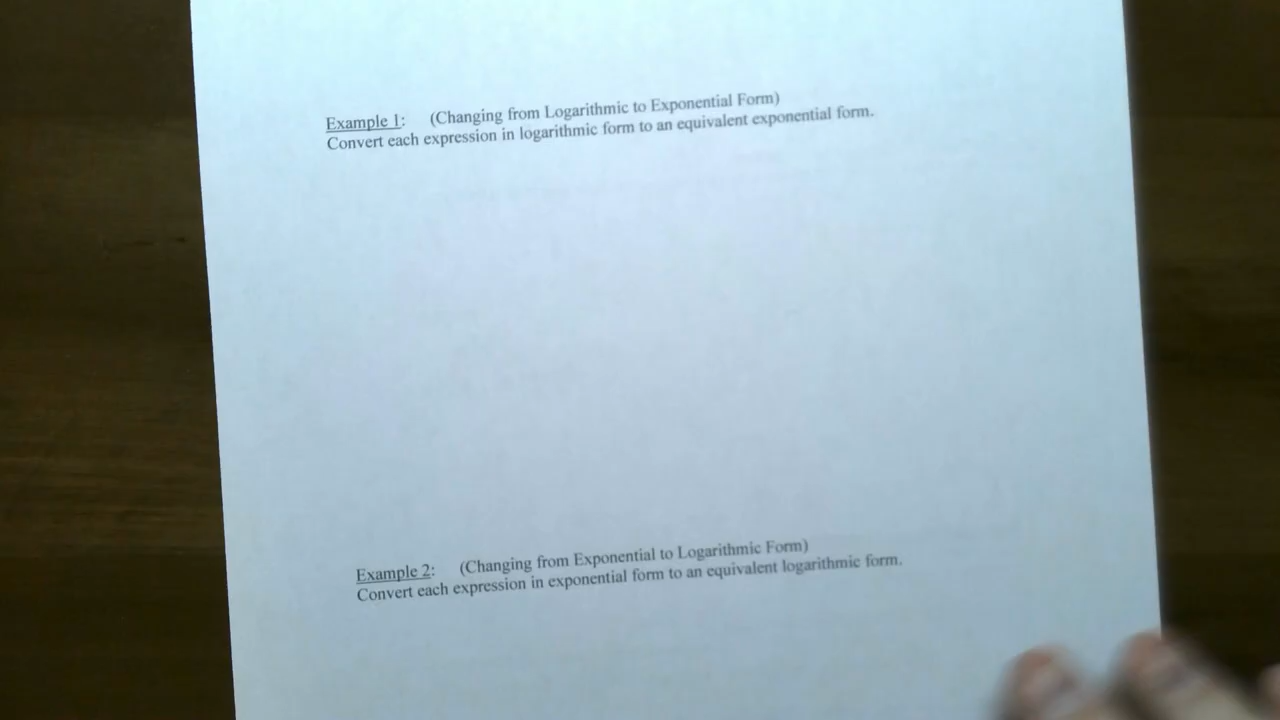 Example 1: (Changing from Logarithmic to Exponential Form)
Convert each expression in logarithmic form to an equivalent exponential form.
Example 2: (Changing from Exponential to Logarithmic Form)
Convert each expression in exponential form to an equivalent logarithmic form.